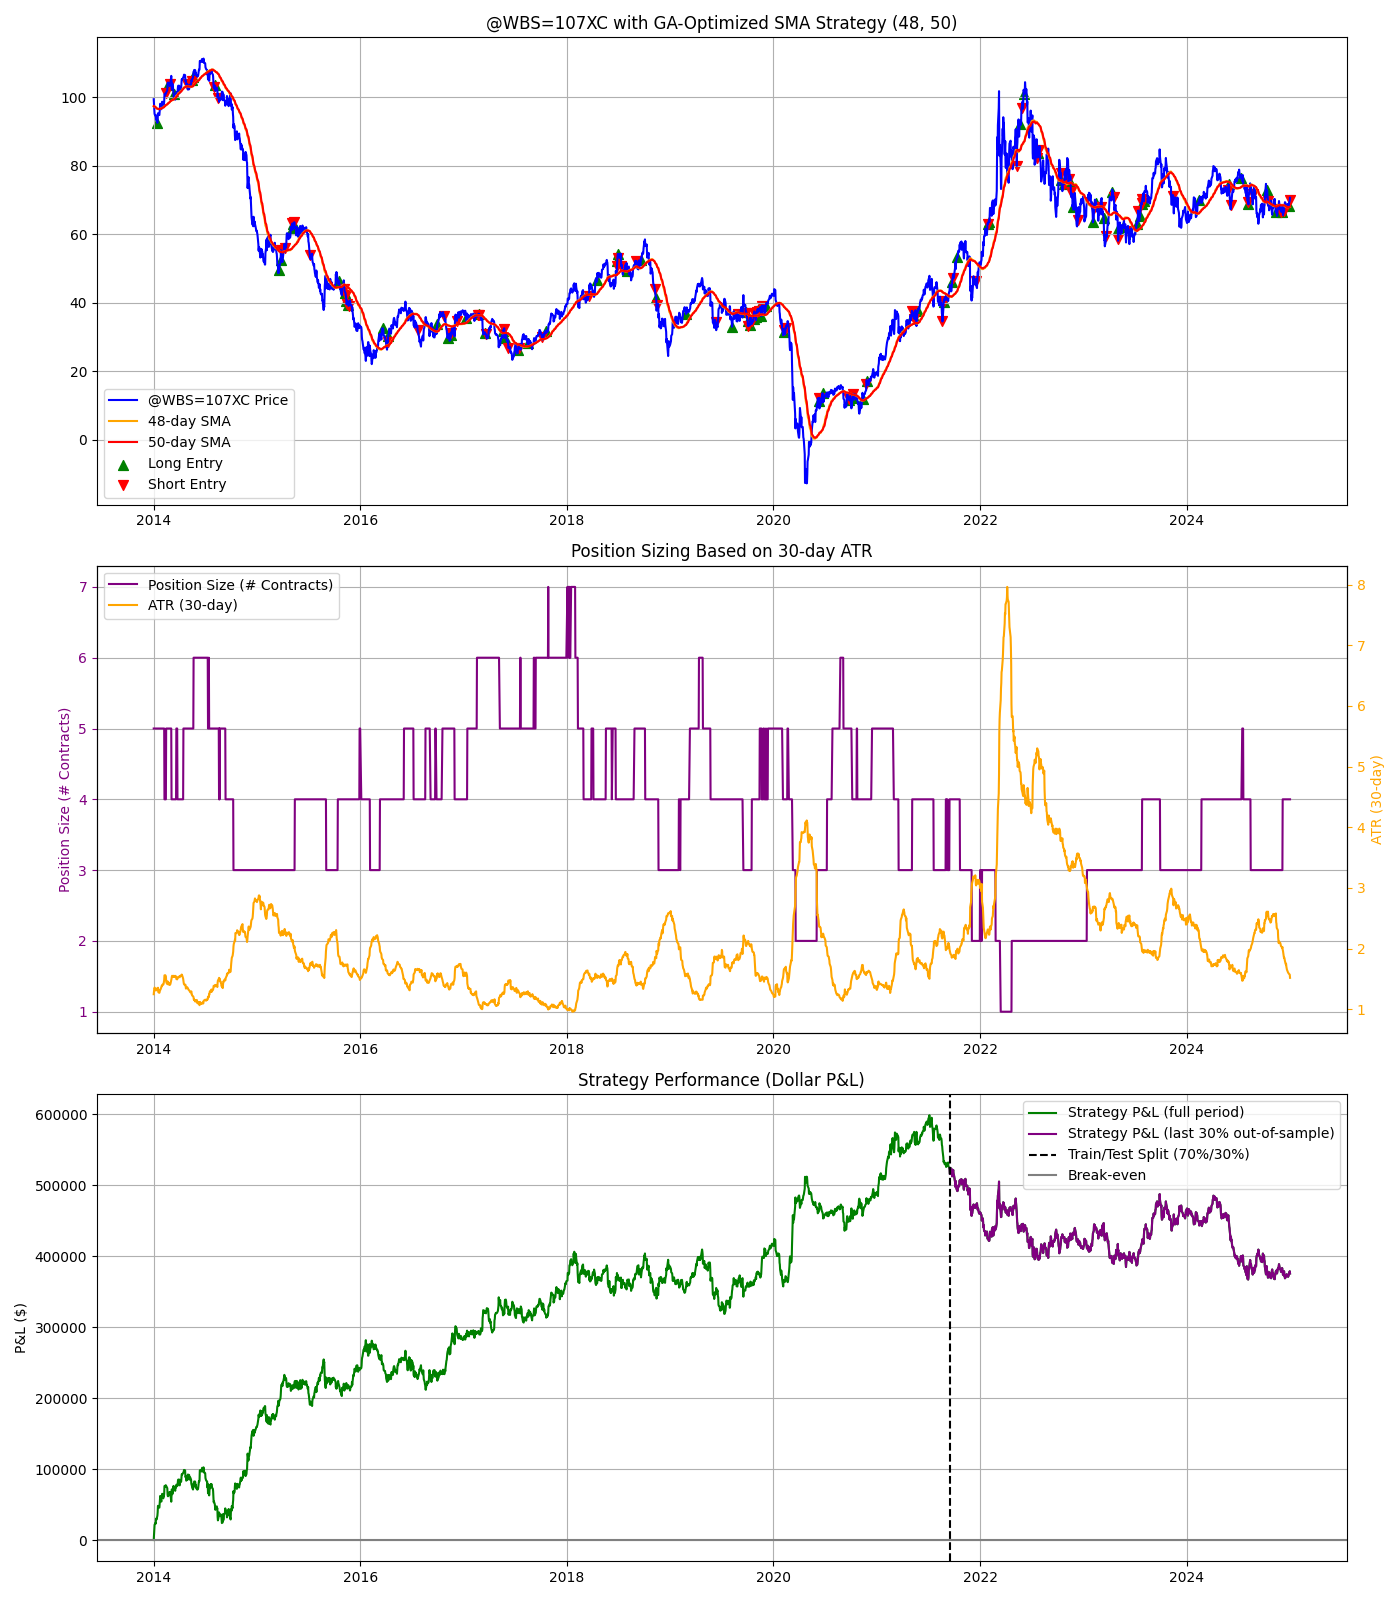 @WBS=107XC with GA-Optimized SMA Strategy (48, 50)
100
80
60
40
20
0
@WBS=107XC Price
48-day SMA
50-day SMA
Long Entry
Short Entry
2014 2016 2018 2020 2022 2024
Position Sizing Based on 30-day ATR
Position Size (# Contracts)
7
6
5
4
3
2
1
Position Size (# Contracts)
ATR (30-day)
8
7
6
5
4
3
2
1
ATR (30-day)
2014 2016 2018 2020 2022 2024
Strategy Performance (Dollar P&L)
P&L ($)
600000
500000
400000
300000
200000
100000
0
Strategy P&L (full period)
Strategy P&L (last 30% out-of-sample)
Train/Test Split (70%/30%)
Break-even
2014 2016 2018 2020 2022 2024